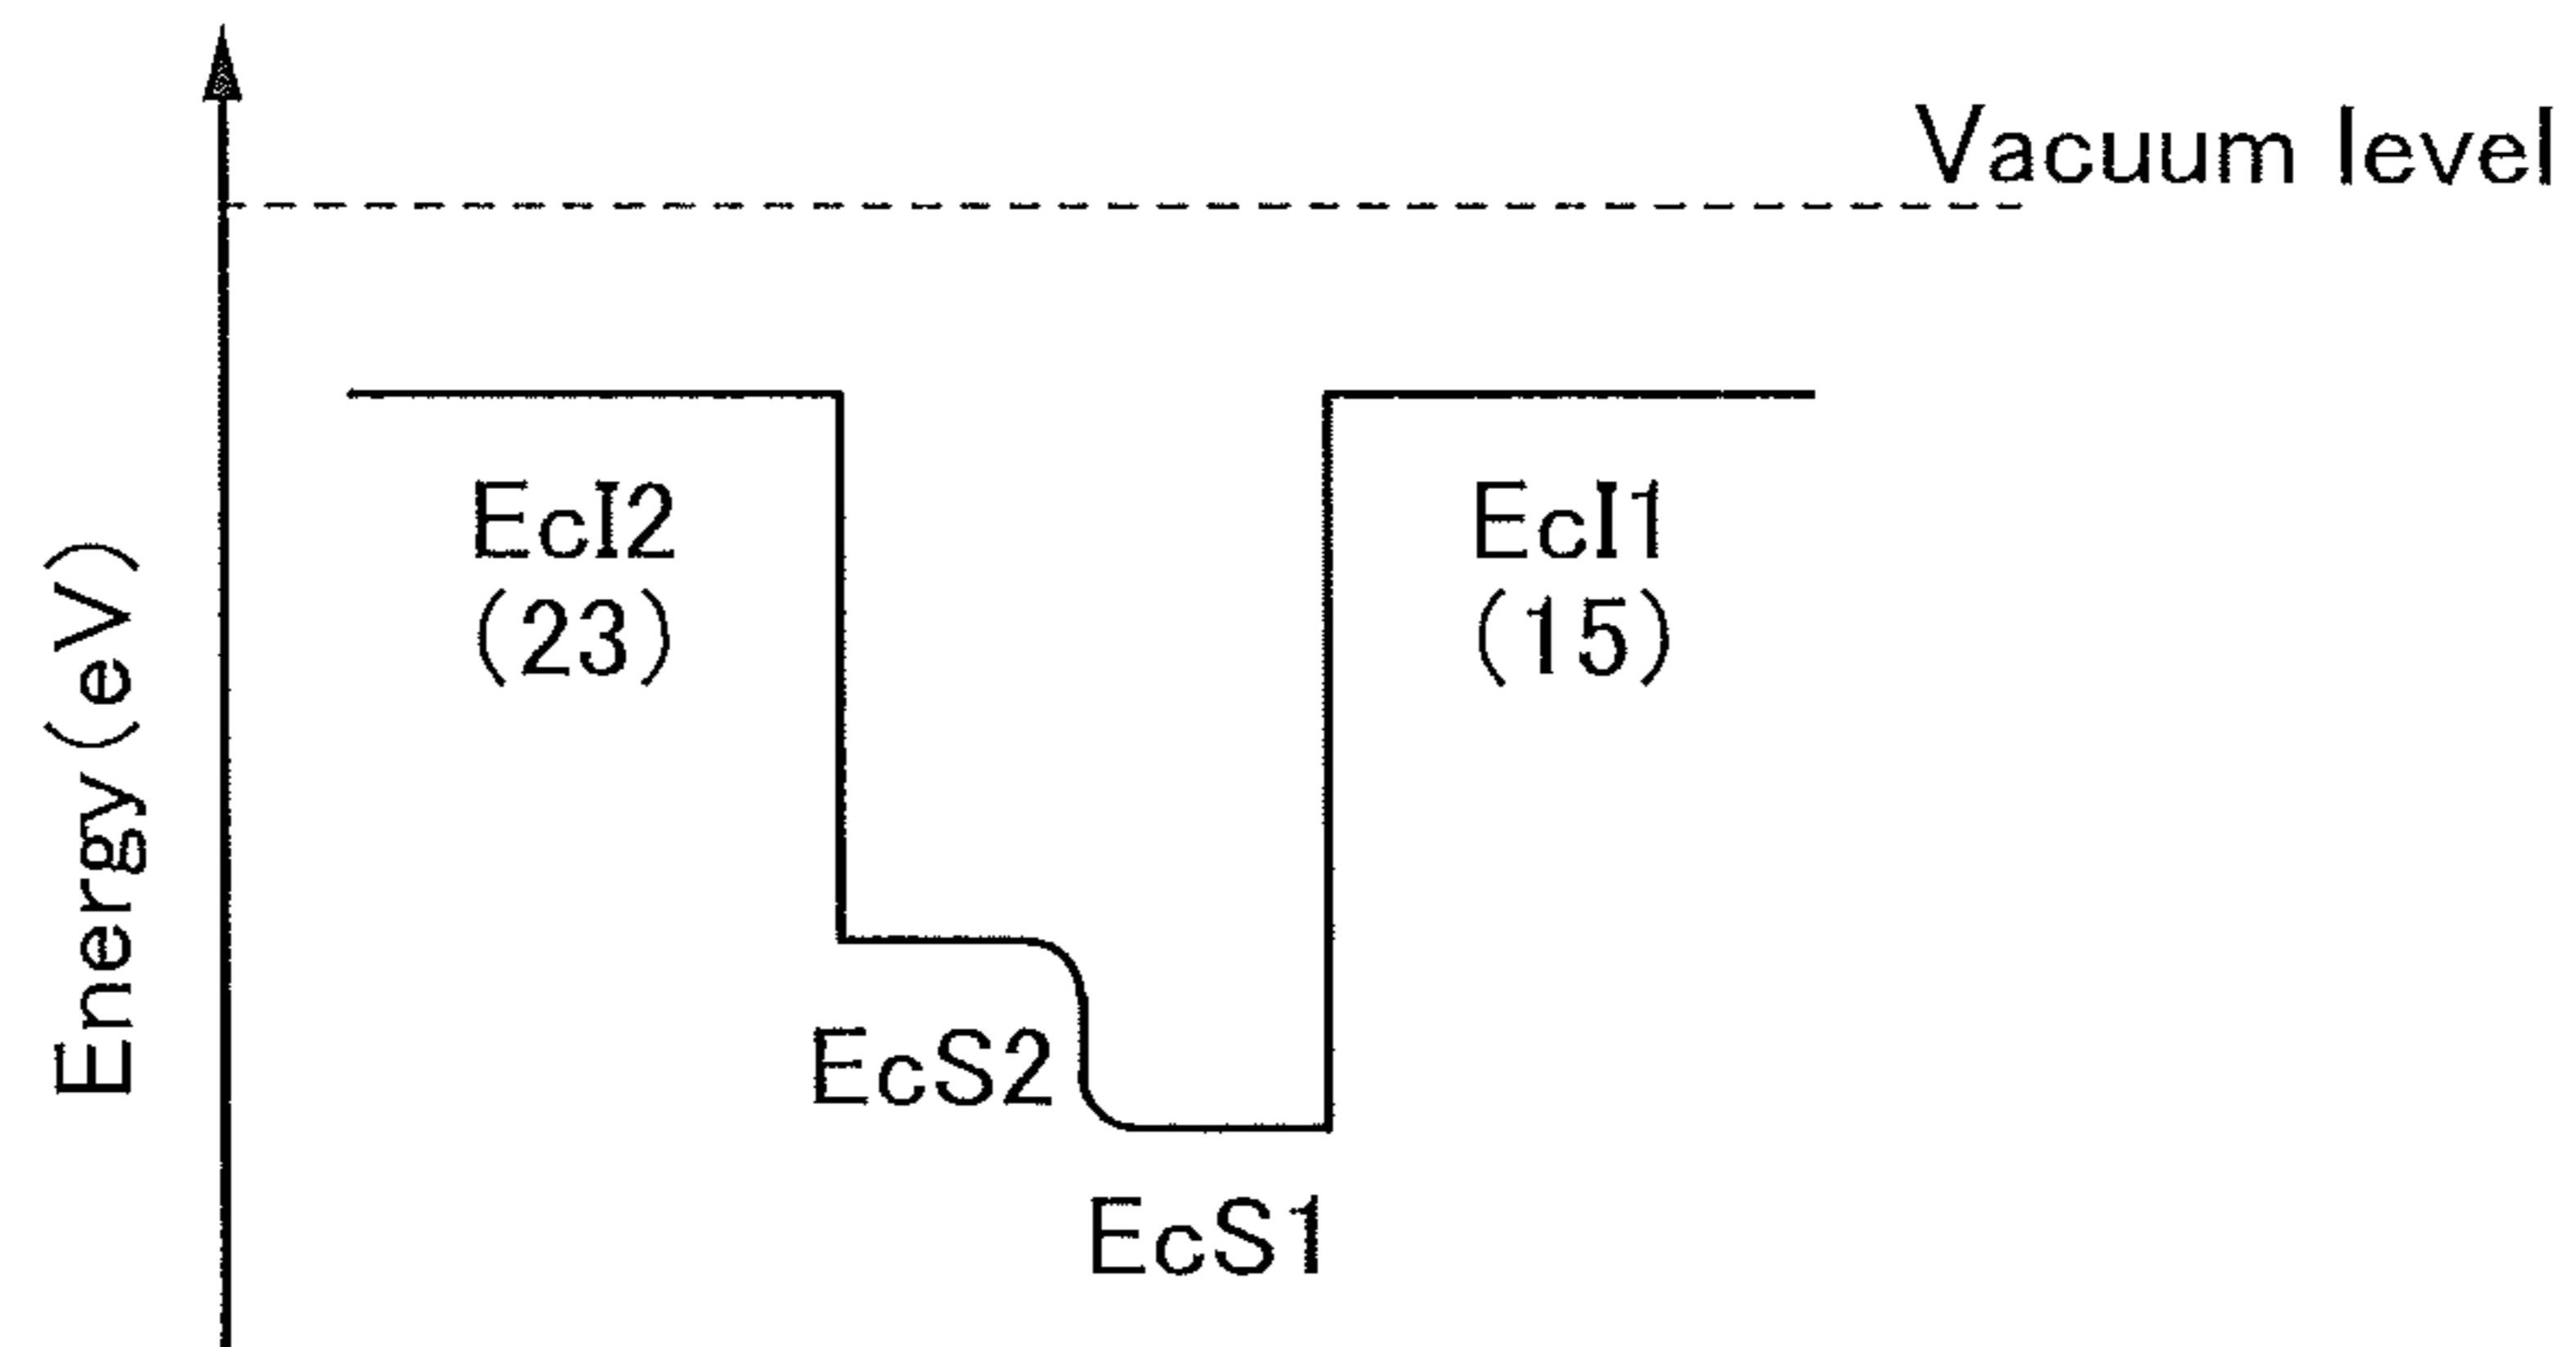 Vacuum level
EcI2
(23)
EcI1
(15)
Energy(eV)
EcS2
EcS1